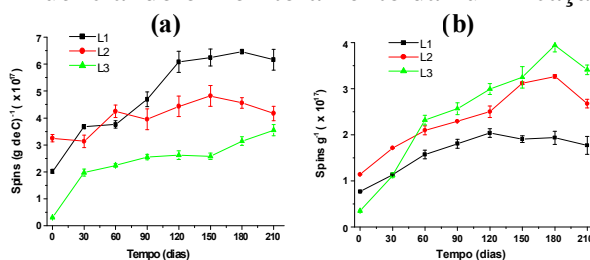 (a)
(b)
L1
L2
L3
L1
L2
L3
Spins (g de C)⁻¹ ( x 10¹⁷)
7
6
5
4
3
2
1
0
0 30 60 90 120 150 180 210
Tempo (dias)
Spins g⁻¹ ( x 10¹⁷)
4
3
2
1
0
0 30 60 90 120 150 180 210
Tempo (dias)